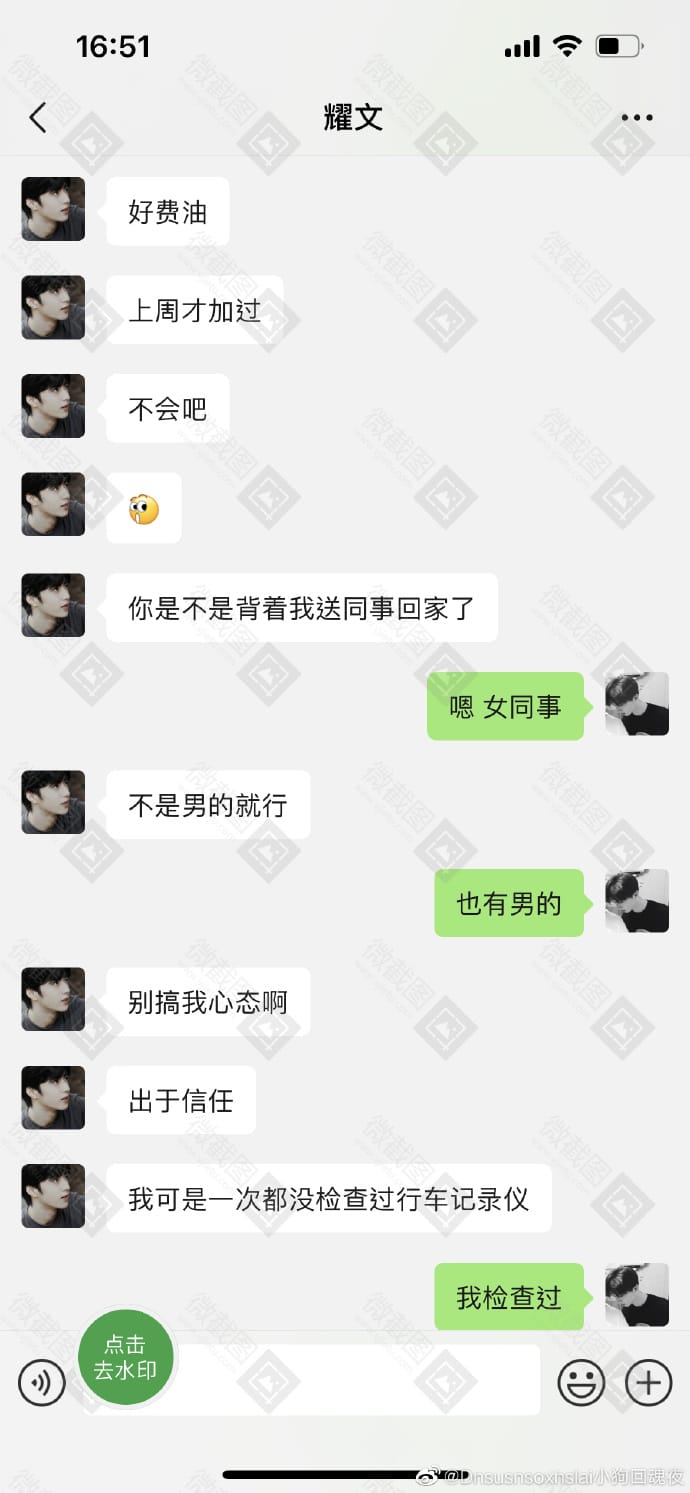 16:51
耀文
好费油
上周才加过
不会吧
你是不是背着我送同事回家了
嗯 女同事
不是男的就行
也有男的
别搞我心态啊
出于信任
我可是一次都没检查过行车记录仪
我检查过
点击
去水印
微截图
@Dnsusnsoxnslai小狗回魂夜